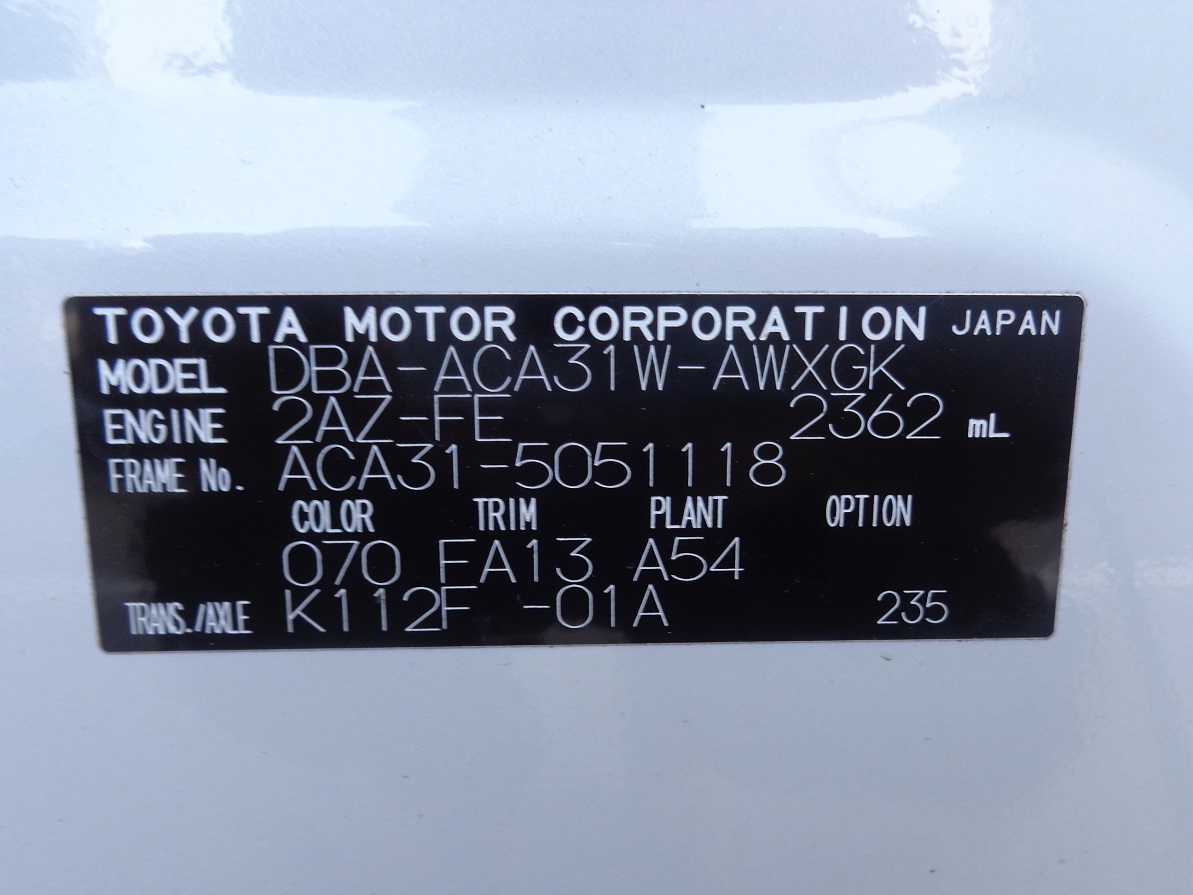 TOYOTA MOTOR CORPORATION JAPAN
MODEL DBA-ACA31W-AWXGK
ENGINE 2AZ-FE 2362 mL
FRAME No. ACA31-5051118
COLOR TRIM PLANT OPTION
070 FA13 A54
TRANS./AXLE K112F -01A 235